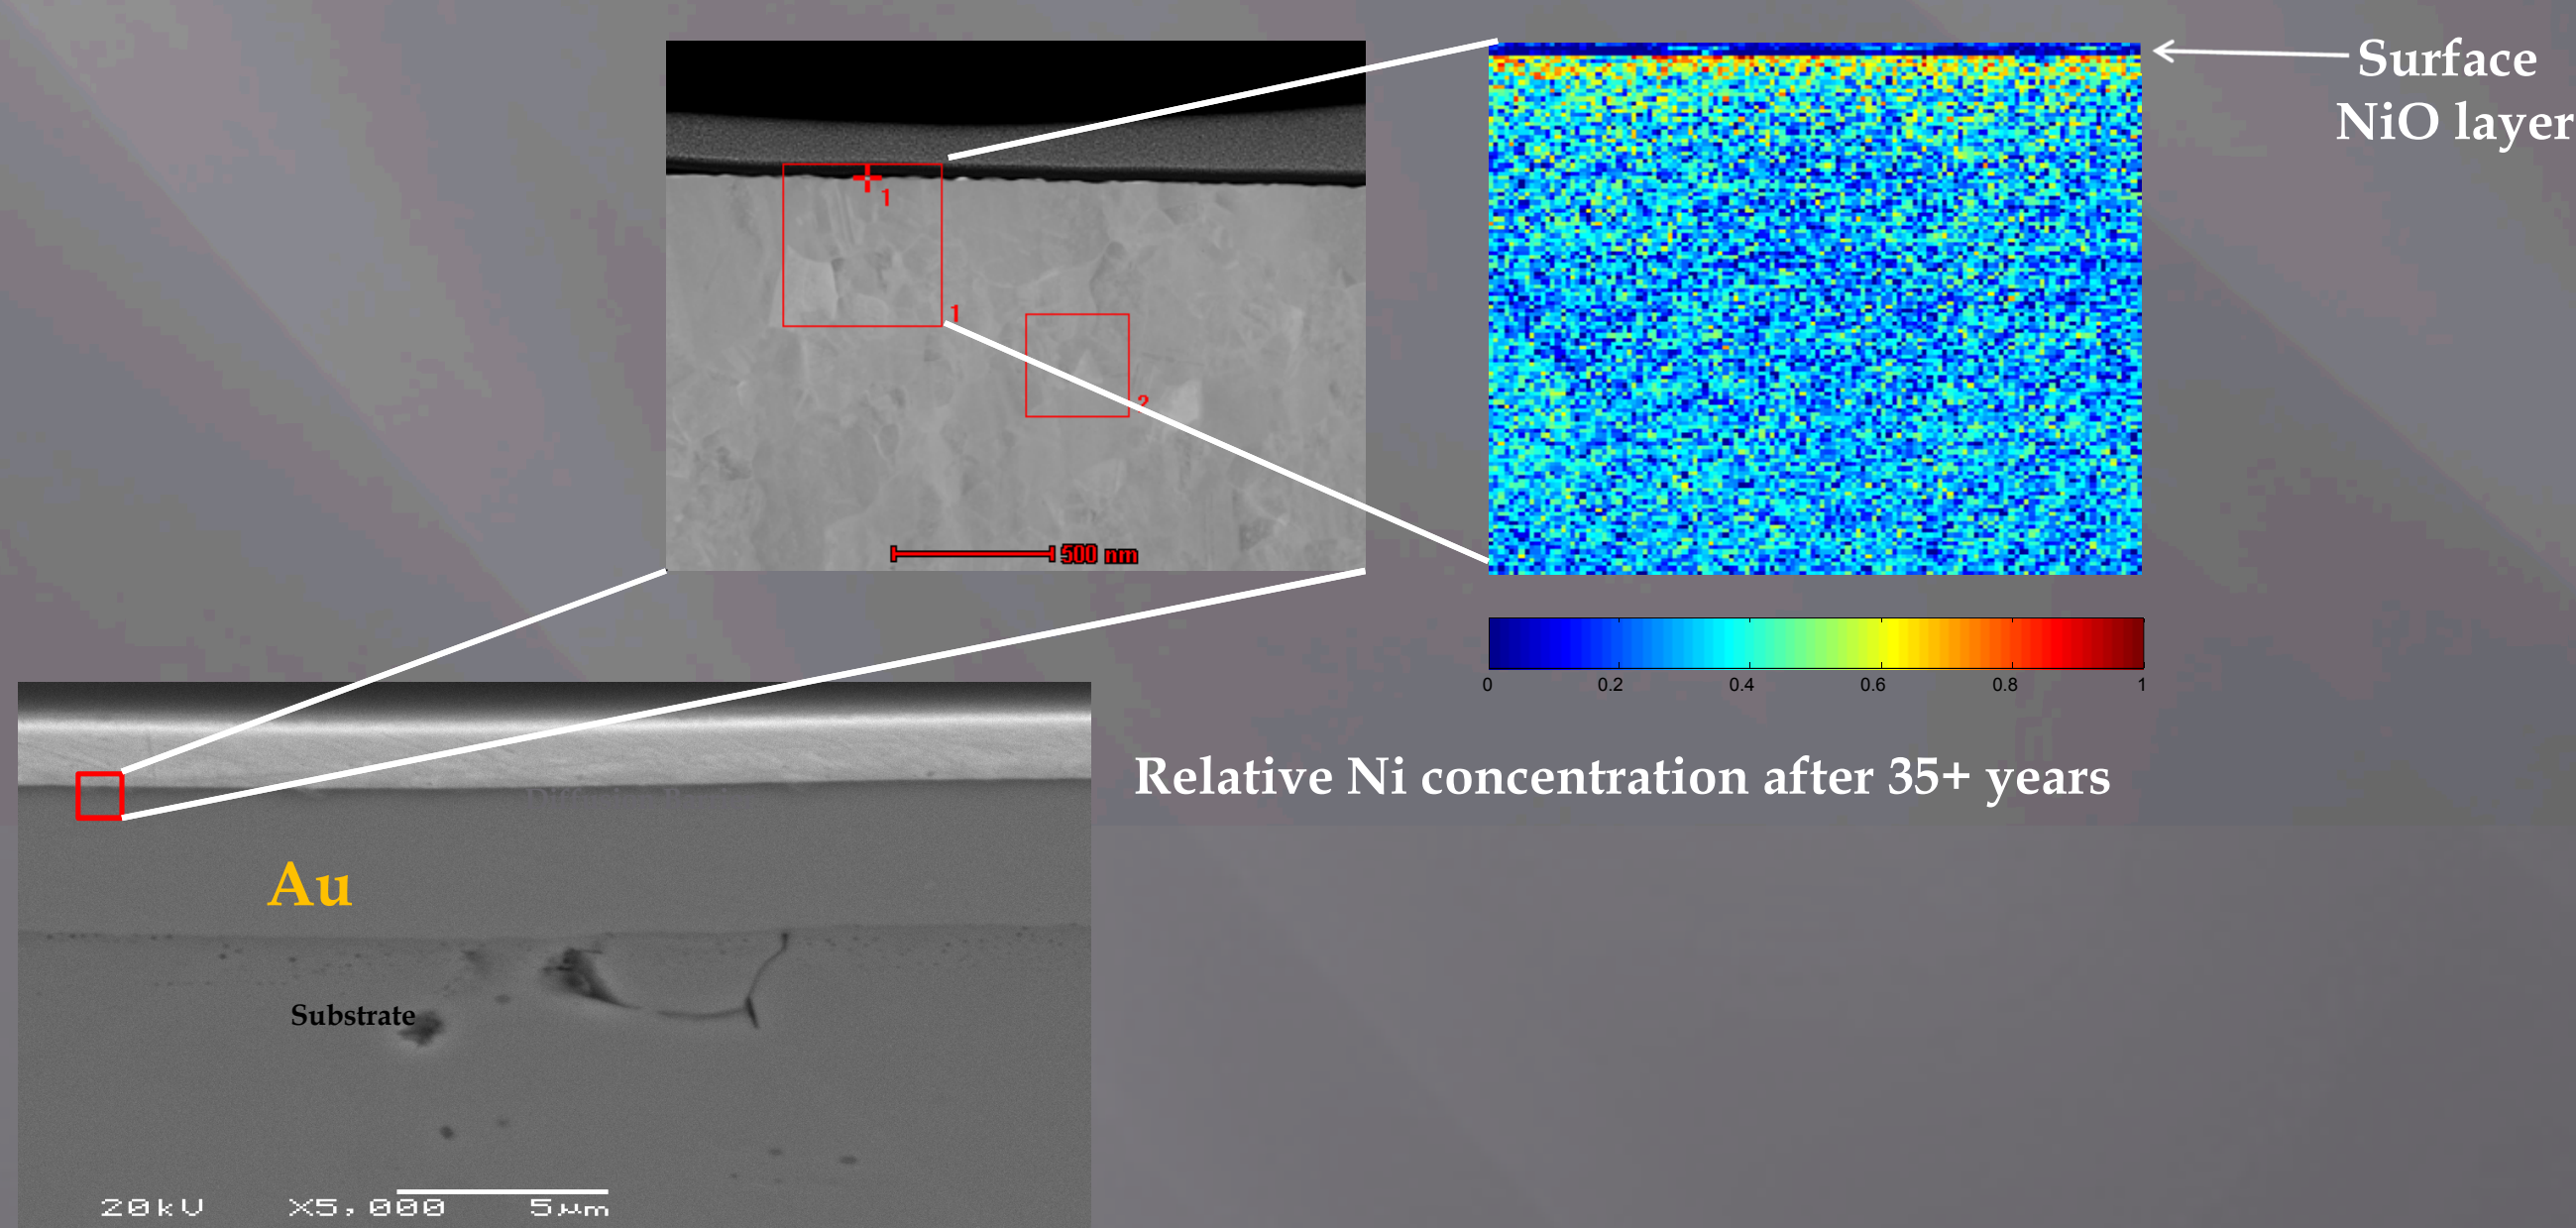 Surface
NiO layer
1
1
2
500 nm
0 0.2 0.4 0.6 0.8 1
Relative Ni concentration after 35+ years
Au
Substrate
20kV X5,000 5μm